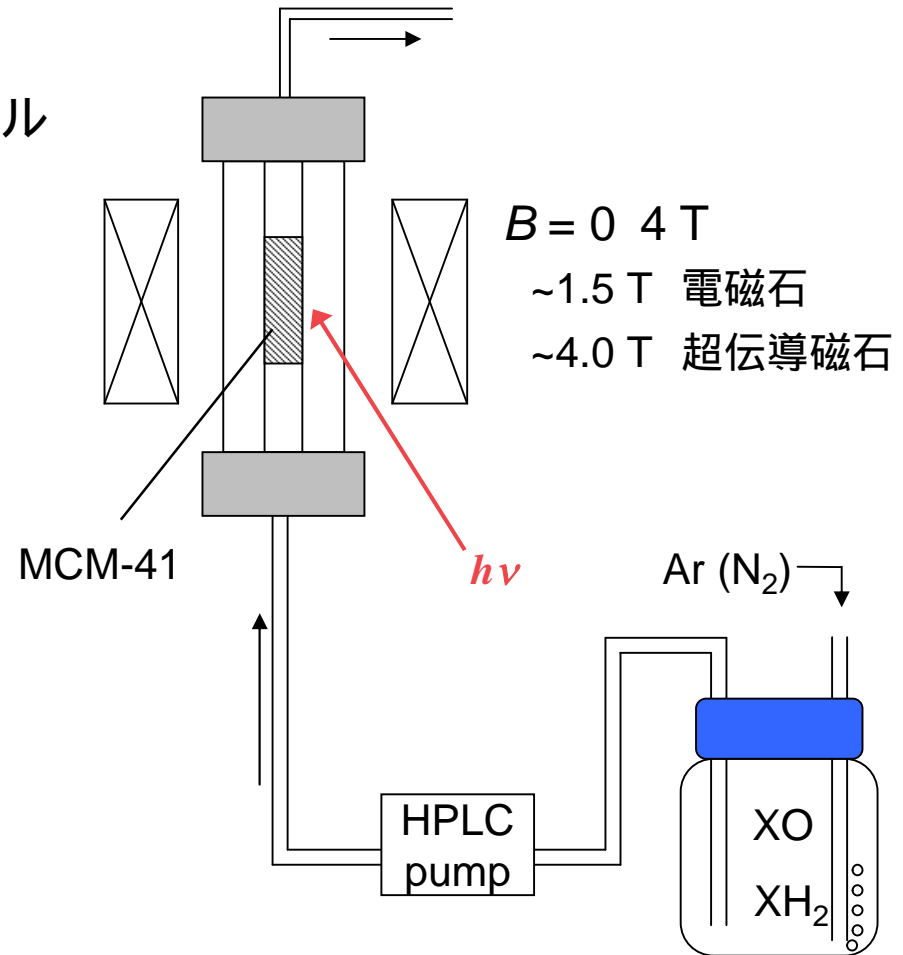 ル
B = 0 4 T
~1.5 T 電磁石
~4.0 T 超伝導磁石
MCM-41
hν
Ar (N₂)
HPLC
pump
XO
XH₂